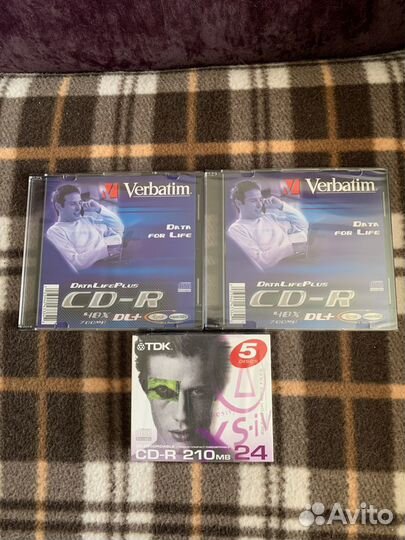 Verbatim
DATA
FOR LIFE
DATALIFEPLUS
CD-R
48X
DL+
700MB
Verbatim
DATA
FOR LIFE
DATALIFEPLUS
CD-R
48X
DL+
700MB
TDK
5
CD-R 210MB 24
Avito